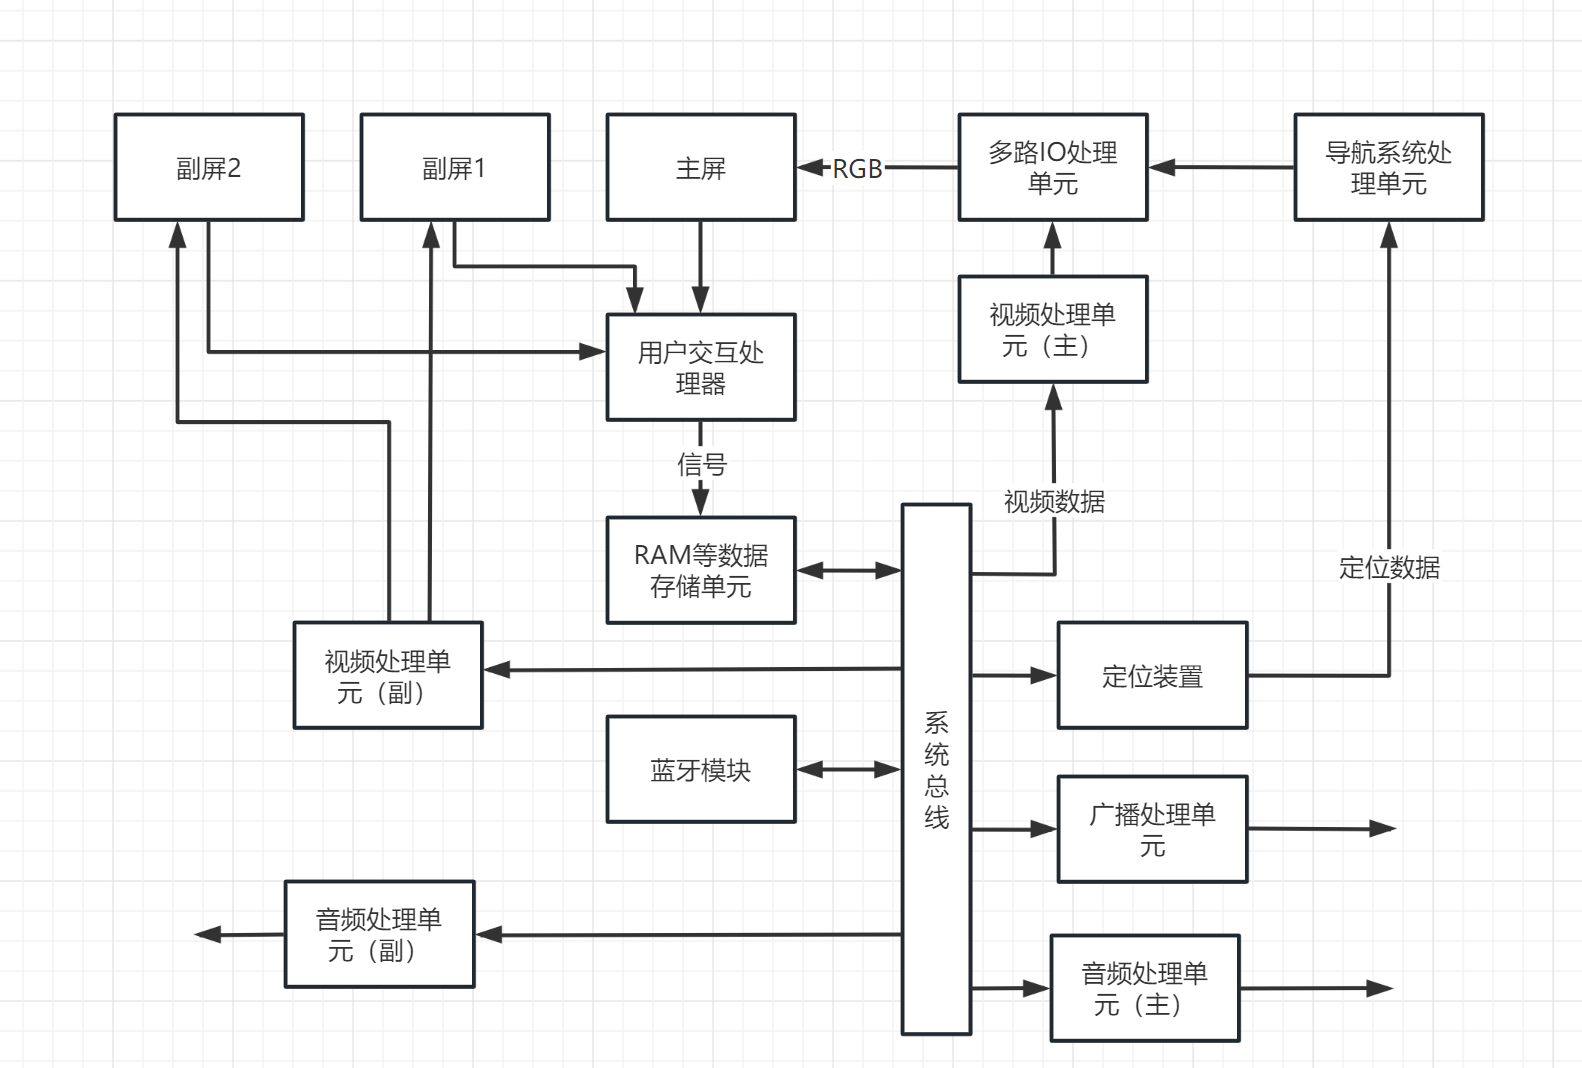 副屏2
副屏1
主屏
RGB
多路IO处理
单元
导航系统处
理单元
视频处理单
元（主）
用户交互处
理器
信号
视频数据
RAM等数据
存储单元
定位数据
视频处理单
元（副）
定位装置
系
统
总
线
蓝牙模块
广播处理单
元
音频处理单
元（副）
音频处理单
元（主）